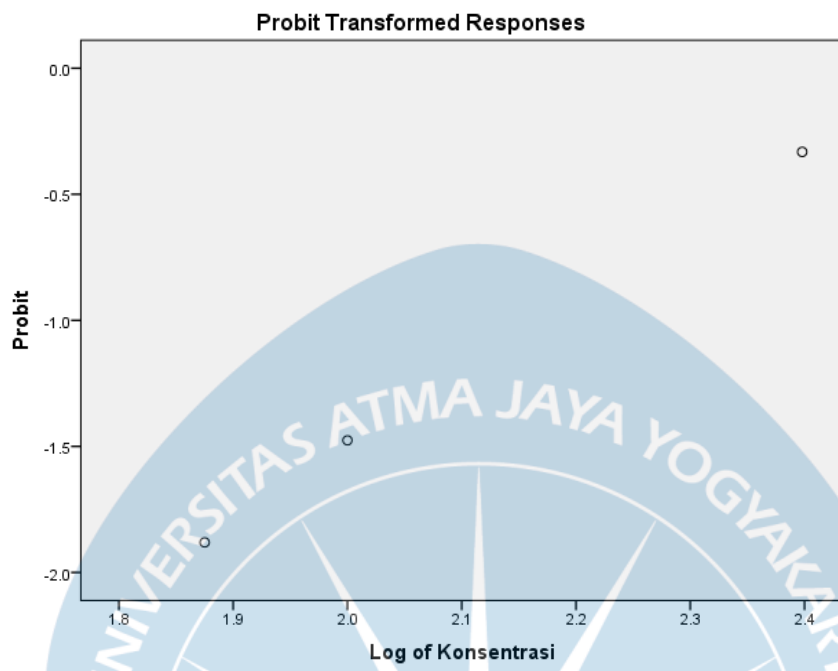 Probit Transformed Responses
0.0
-0.5
-1.0
-1.5
-2.0
Probit
UNIVERSITAS ATMA JAYA YOGYAKAR
1.8 1.9 2.0 2.1 2.2 2.3 2.4
Log of Konsentrasi